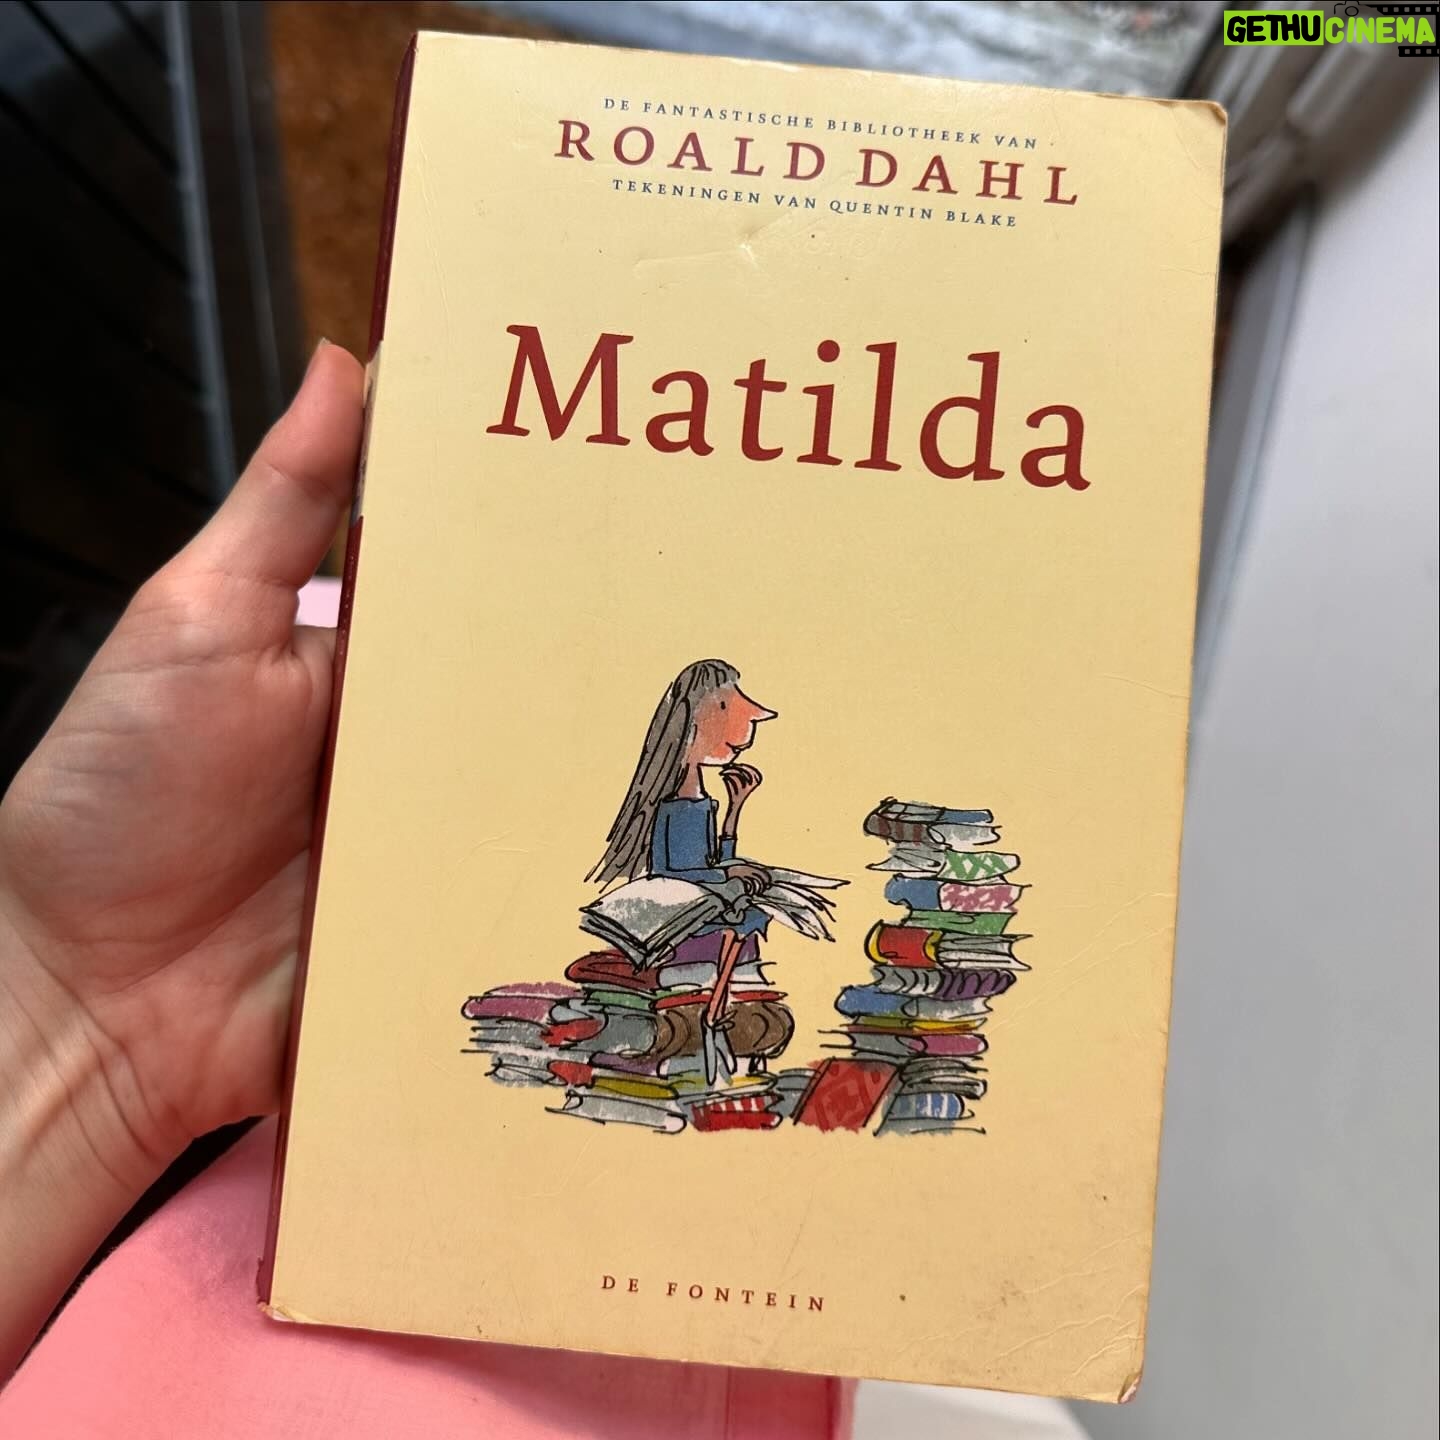 GETHUCINEMA
DE FANTASTISCHE BIBLIOTHEEK VAN
ROALD DAHL
TEKENINGEN VAN QUENTIN BLAKE
Matilda
DE FONTEIN